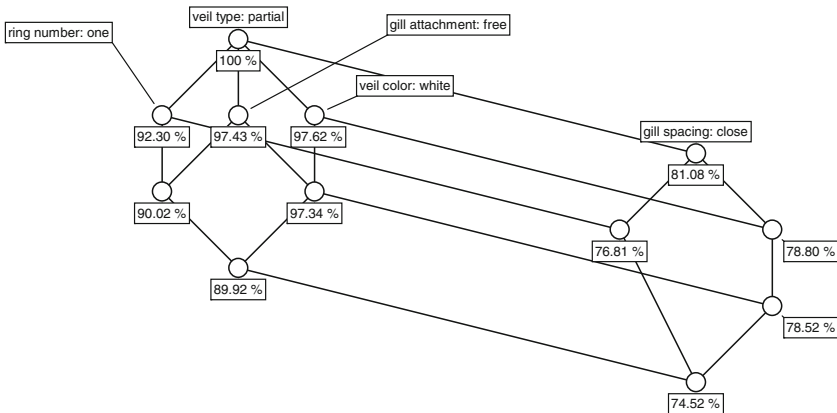 veil type: partial
ring number: one
gill attachment: free
100 %
veil color: white
92.30 %
97.43 %
97.62 %
gill spacing: close
81.08 %
90.02 %
97.34 %
76.81 %
78.80 %
89.92 %
78.52 %
74.52 %